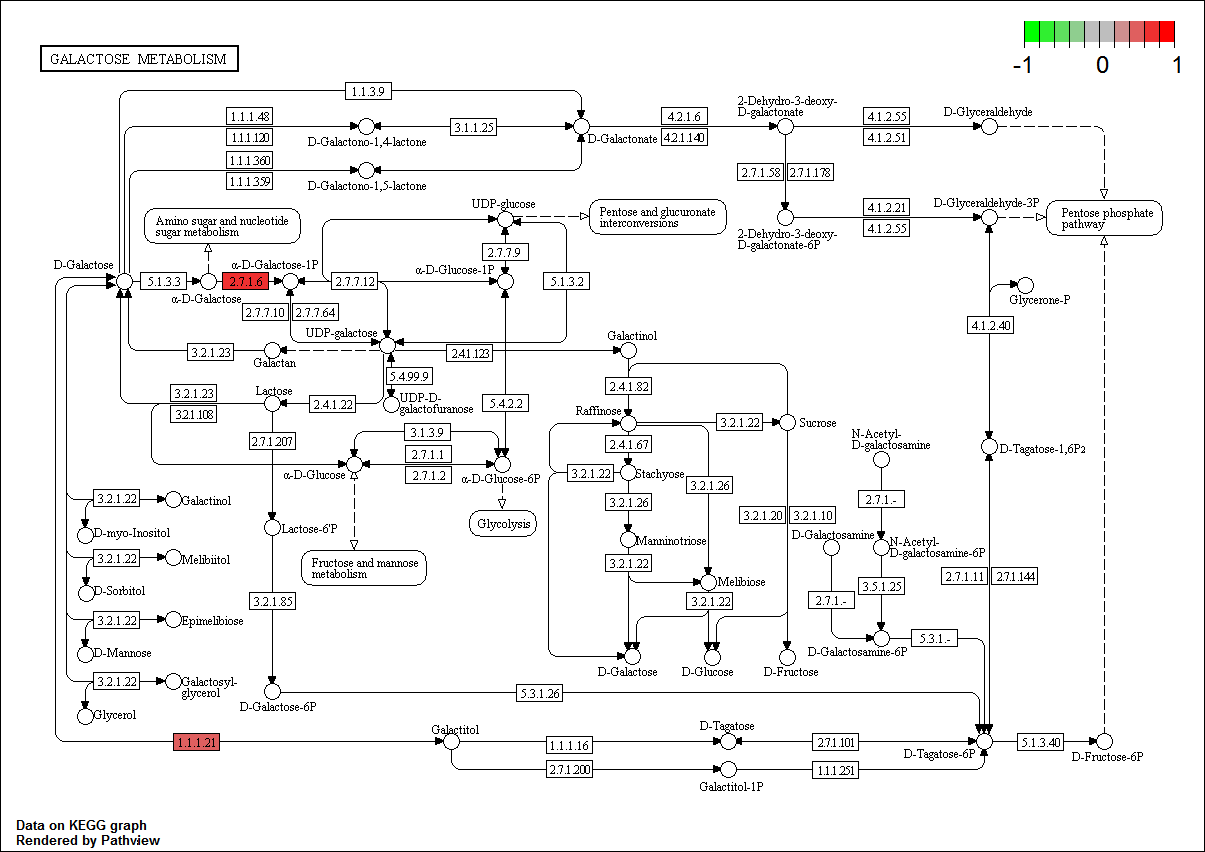 GALACTOSE METABOLISM
-1 0 1
1.1.3.9
1.1.1.48
1.1.1.120
D-Galactono-1,4-lactone
3.1.1.25
D-Galactonate
4.2.1.6
4.2.1.140
2-Dehydro-3-deoxy-
D-galactonate
4.1.2.55
4.1.2.51
D-Glyceraldehyde
1.1.1.360
1.1.1.359
D-Galactono-1,5-lactone
2.7.1.58
2.7.1.178
Amino sugar and nucleotide
sugar metabolism
UDP-glucose
Pentose and glucuronate
interconversions
2-Dehydro-3-deoxy-
D-galactonate-6P
4.1.2.21
4.1.2.55
D-Glyceraldehyde-3P
Pentose phosphate
pathway
D-Galactose
5.1.3.3
α-D-Galactose
2.7.1.6
α-D-Galactose-1P
2.7.7.12
α-D-Glucose-1P
2.7.7.9
5.1.3.2
Glycerone-P
2.7.7.10
2.7.7.64
UDP-galactose
4.1.2.40
3.2.1.23
Galactan
2.4.1.123
Galactinol
5.4.99.9
UDP-D-
galactofuranose
3.2.1.23
3.2.1.108
Lactose
2.4.1.22
5.4.2.2
2.4.1.82
Raffinose
3.2.1.22
Sucrose
2.7.1.207
3.1.3.9
2.7.1.1
2.7.1.2
α-D-Glucose
α-D-Glucose-6P
2.4.1.67
3.2.1.22
Stachyose
3.2.1.26
3.2.1.26
N-Acetyl-
D-galactosamine
D-Tagatose-1,6P2
2.7.1.-
3.2.1.22
Galactinol
D-myo-Inositol
Lactose-6'P
Glycolysis
Manninotriose
3.2.1.20
3.2.1.10
D-Galactosamine
N-Acetyl-
D-galactosamine-6P
3.2.1.22
Melibiitol
D-Sorbitol
Fructose and mannose
metabolism
3.2.1.22
Melibiose
3.2.1.22
2.7.1.-
3.5.1.25
2.7.1.11
2.7.1.144
3.2.1.85
3.2.1.22
Epimelibiose
D-Mannose
D-Galactose
D-Glucose
D-Fructose
D-Galactosamine-6P
5.3.1.-
3.2.1.22
Galactosyl-
glycerol
Glycerol
D-Galactose-6P
5.3.1.26
1.1.1.21
Galactitol
1.1.1.16
D-Tagatose
2.7.1.101
D-Tagatose-6P
5.1.3.40
D-Fructose-6P
2.7.1.200
Galactitol-1P
1.1.1.251
Data on KEGG graph
Rendered by Pathview